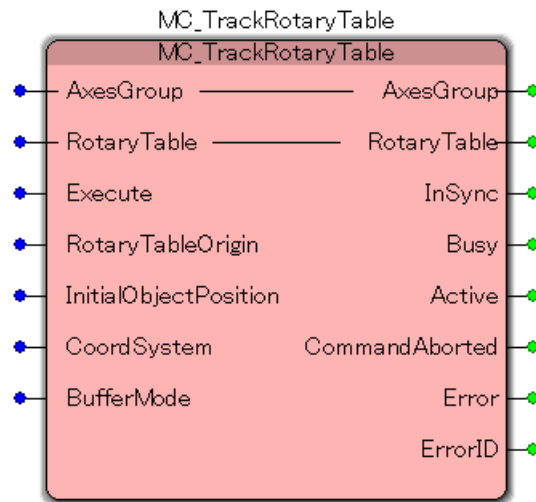 MC_TrackRotaryTable
MC_TrackRotaryTable
AxesGroup AxesGroup
RotaryTable RotaryTable
Execute InSync
RotaryTableOrigin Busy
InitialObjectPosition Active
CoordSystem CommandAborted
BufferMode Error
ErrorID